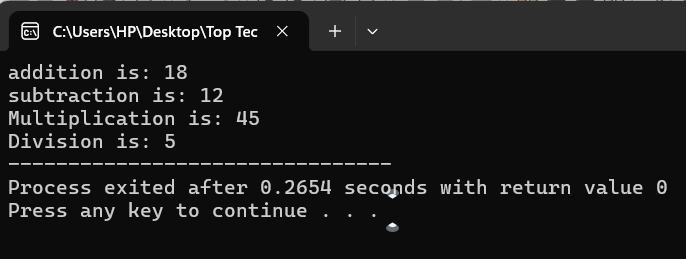 C:\Users\HP\Desktop\Top Tec
addition is: 18
subtraction is: 12
Multiplication is: 45
Division is: 5
--------------------------------
Process exited after 0.2654 seconds with return value 0
Press any key to continue . . .